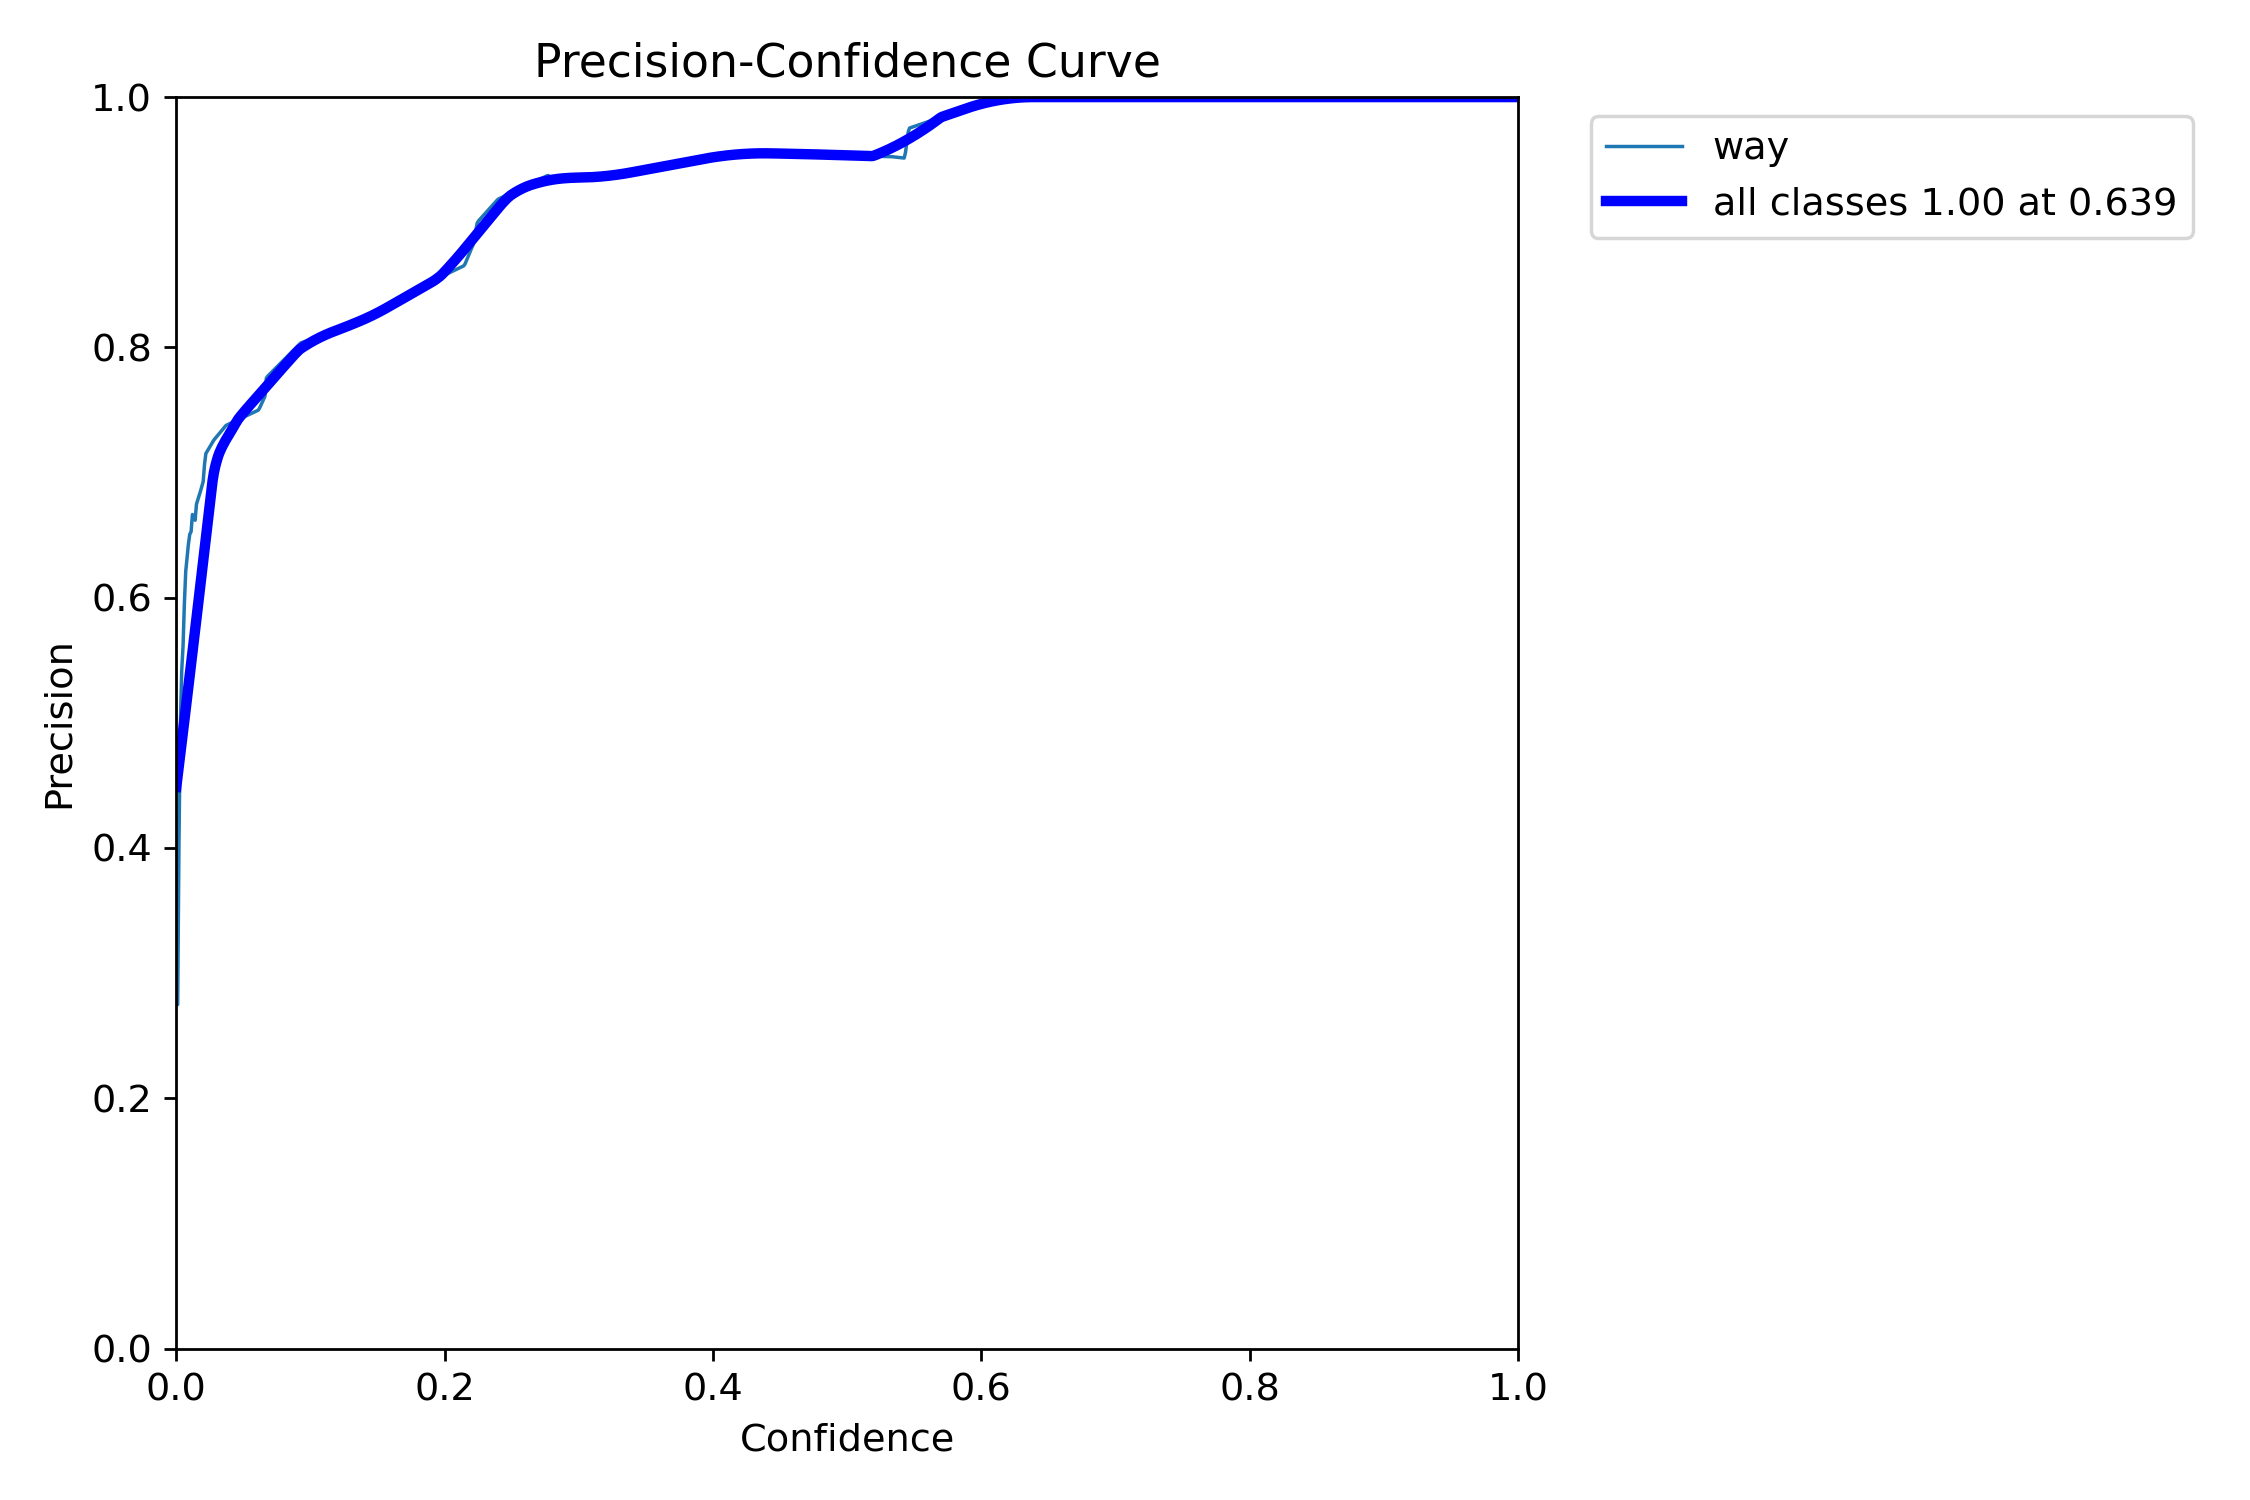 Precision-Confidence Curve
1.0
0.8
0.6
0.4
0.2
0.0
Precision
0.0 0.2 0.4 0.6 0.8 1.0
Confidence
way
all classes 1.00 at 0.639